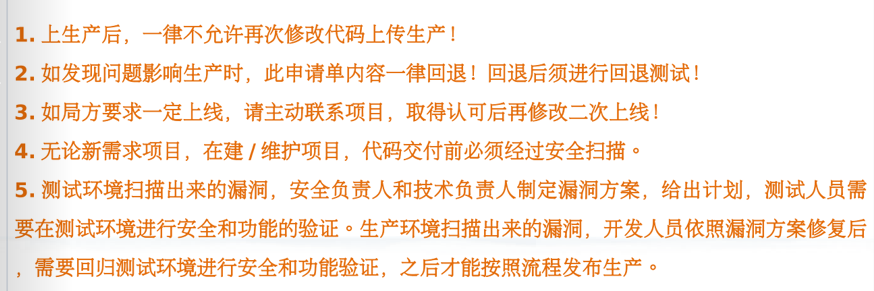 1. 上生产后，一律不允许再次修改代码上传生产！
2. 如发现问题影响生产时，此申请单内容一律回退！回退后须进行回退测试！
3. 如局方要求一定上线，请主动联系项目，取得认可后再修改二次上线！
4. 无论新需求项目，在建 / 维护项目，代码交付前必须经过安全扫描。
5. 测试环境扫描出来的漏洞，安全负责人和技术负责人制定漏洞方案，给出计划，测试人员需
要在测试环境进行安全和功能的验证。生产环境扫描出来的漏洞，开发人员依照漏洞方案修复后
，需要回归测试环境进行安全和功能验证，之后才能按照流程发布生产。